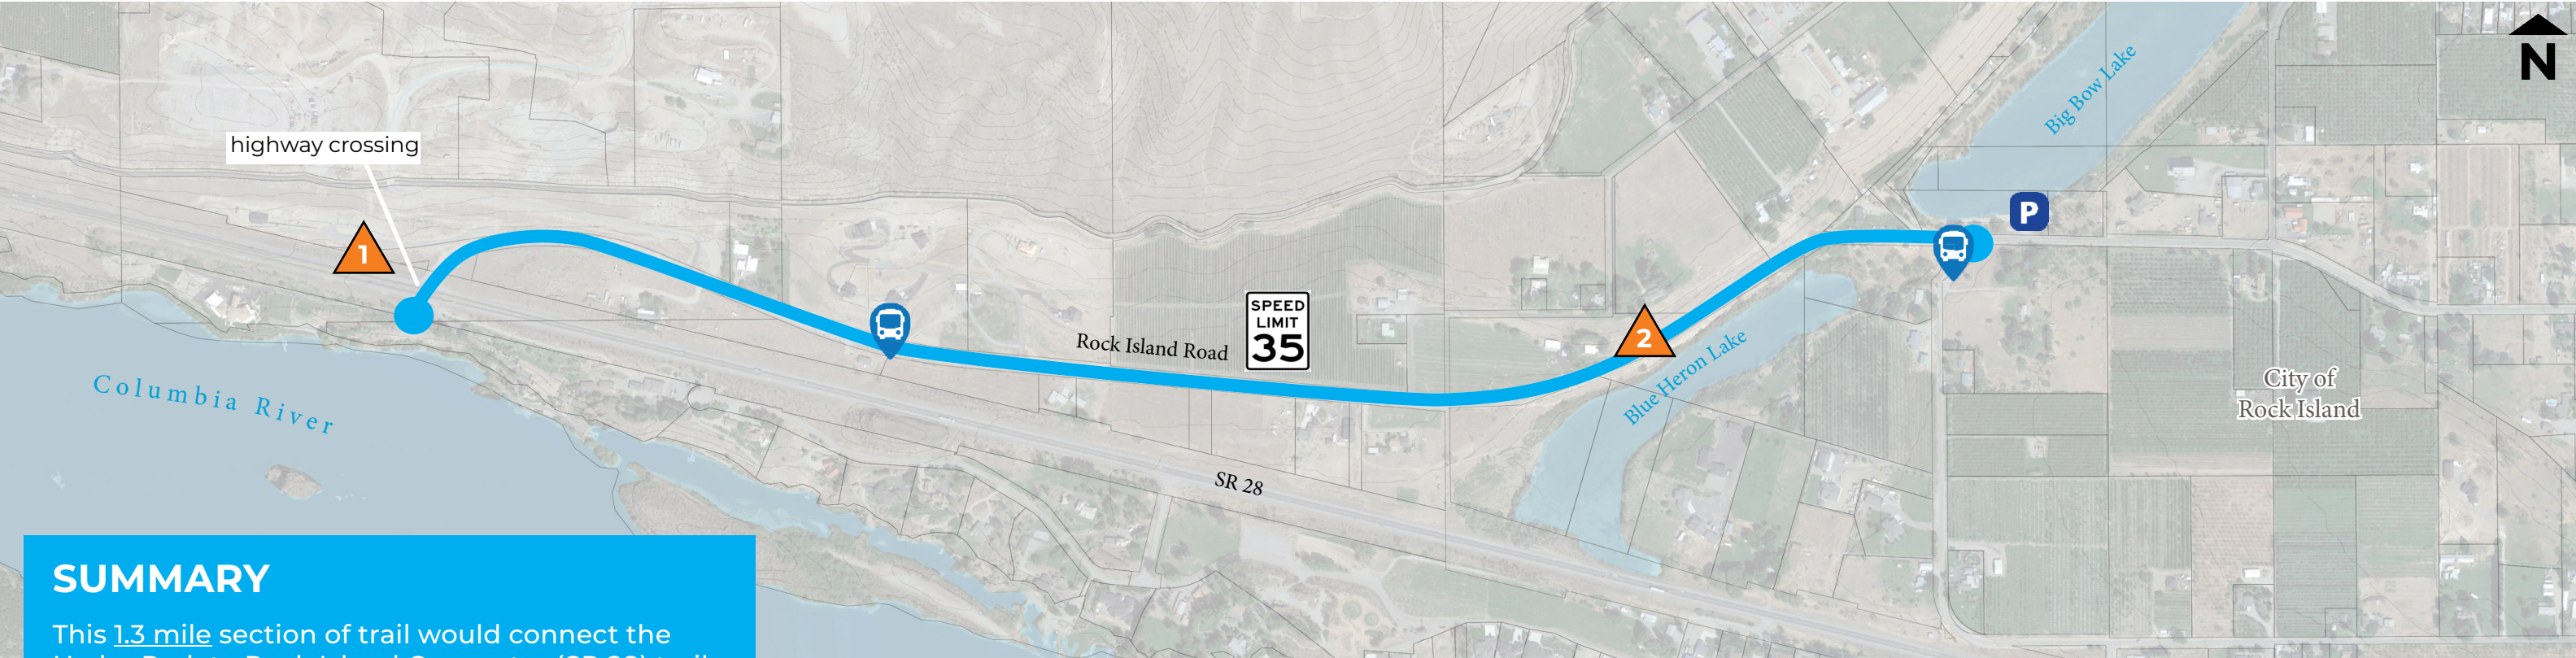 N
Big Bow Lake
highway crossing
P
1
SPEED
LIMIT
35
2
Rock Island Road
Blue Heron Lake
City of
Rock Island
Columbia River
SR 28
SUMMARY
This 1.3 mile section of trail would connect the